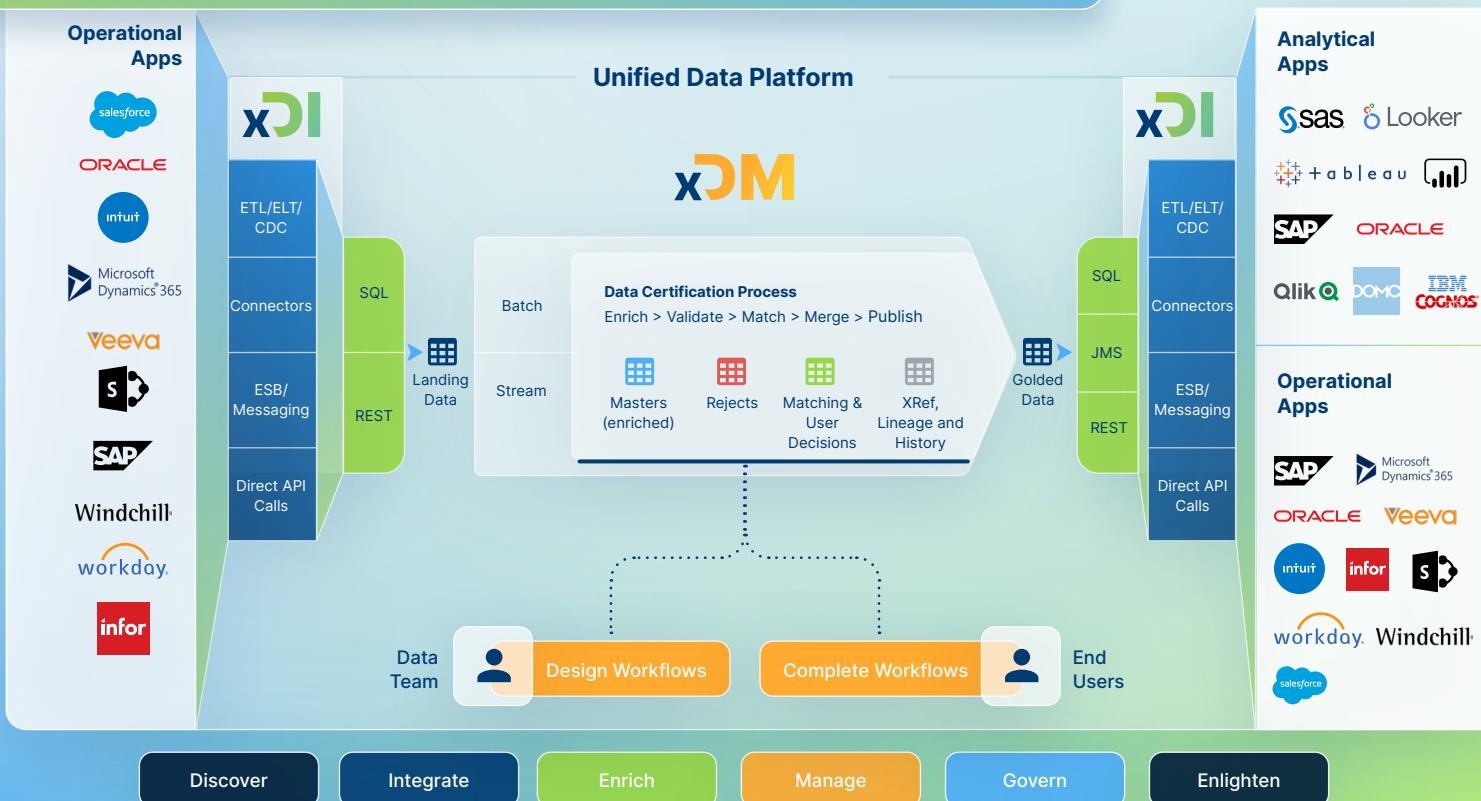 Operational
Apps
salesforce
ORACLE
intuit
Microsoft
Dynamics® 365
Veeva
S
SAP
Windchill
workday.
infor
xDI
ETL/ELT/
CDC
Connectors
ESB/
Messaging
Direct API
Calls
SQL
REST
Landing
Data
Unified Data Platform
xDM
Batch
Stream
Data Certification Process
Enrich > Validate > Match > Merge > Publish
Masters
(enriched)
Rejects
Matching &
User
Decisions
XRef,
Lineage and
History
Golded
Data
SQL
JMS
REST
xDI
ETL/ELT/
CDC
Connectors
ESB/
Messaging
Direct API
Calls
Data
Team
Design Workflows
Complete Workflows
End
Users
Analytical
Apps
sas
Looker
+ableau
SAP
ORACLE
Qlik
DOMO
IBM
COGNOS
Operational
Apps
SAP
Microsoft
Dynamics® 365
ORACLE
Veeva
intuit
infor
S
workday.
Windchill
salesforce
Discover
Integrate
Enrich
Manage
Govern
Enlighten